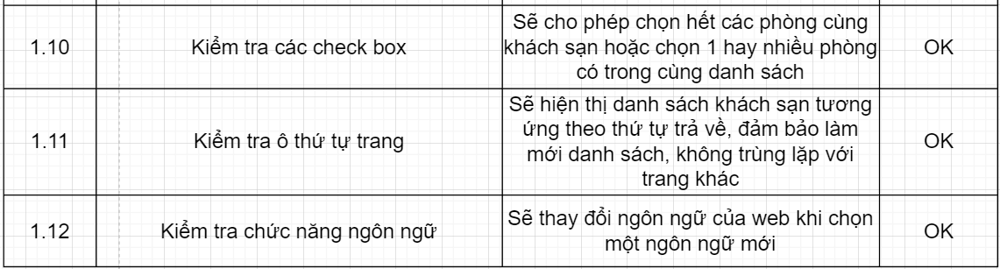 1.10
Kiểm tra các check box
Sẽ cho phép chọn hết các phòng cùng
khách sạn hoặc chọn 1 hay nhiều phòng
có trong cùng danh sách
OK
1.11
Kiểm tra ô thứ tự trang
Sẽ hiện thị danh sách khách sạn tương
ứng theo thứ tự trả về, đảm bảo làm
mới danh sách, không trùng lặp với
trang khác
OK
1.12
Kiểm tra chức năng ngôn ngữ
Sẽ thay đổi ngôn ngữ của web khi chọn
một ngôn ngữ mới
OK